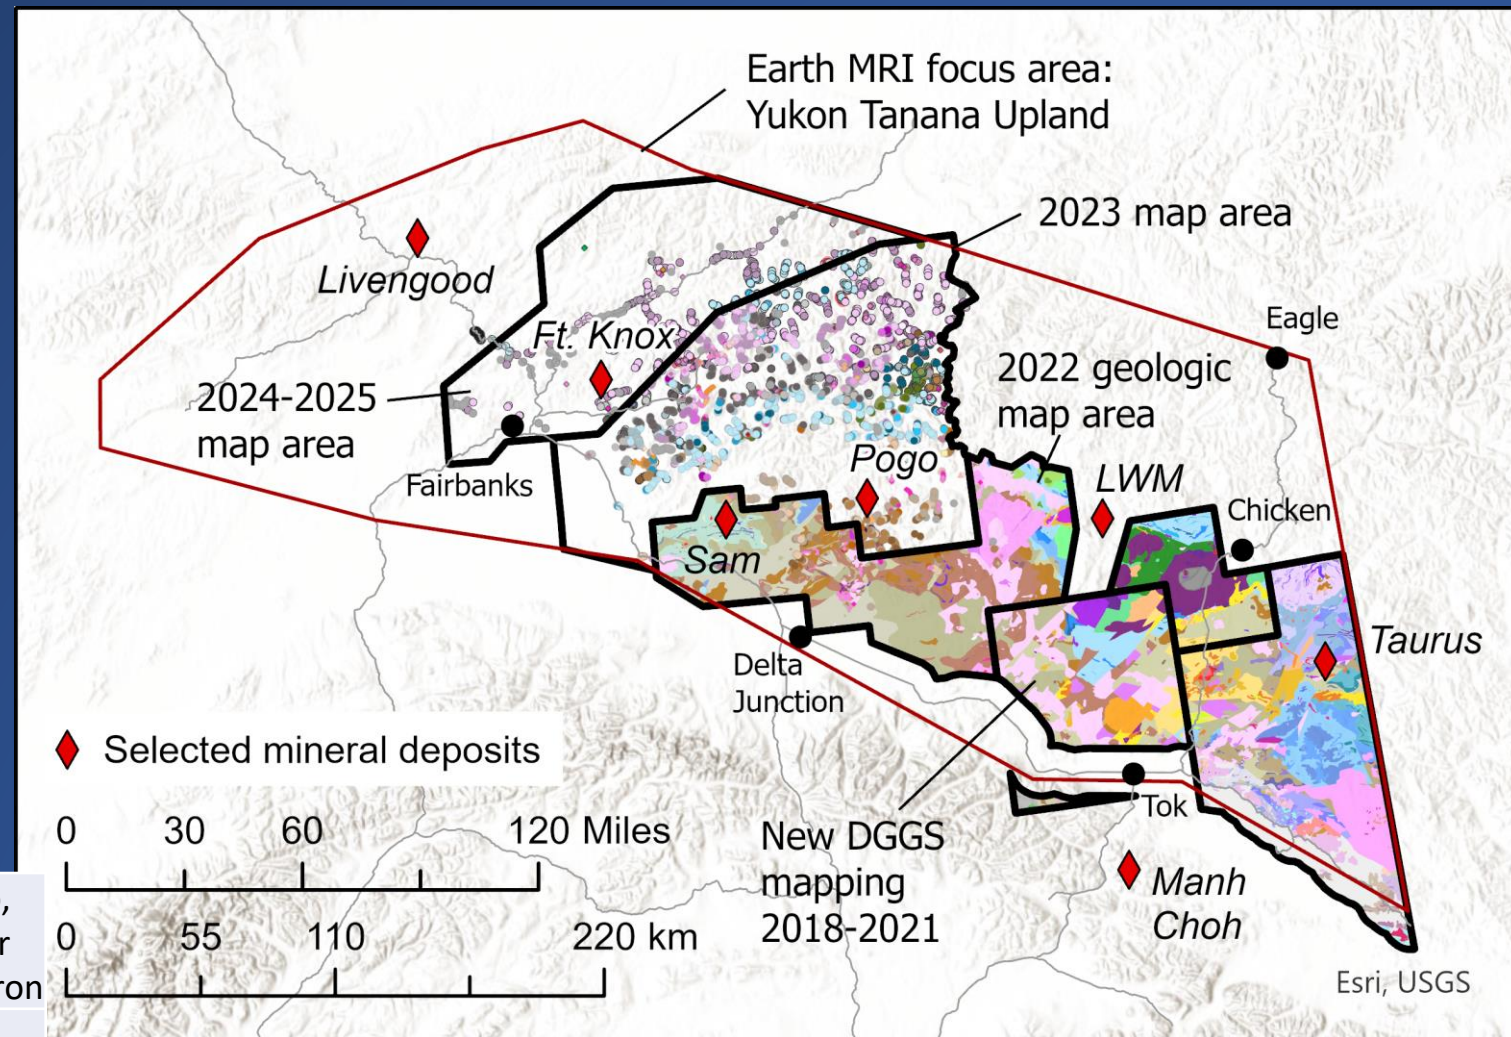 Earth MRI focus area:
Yukon Tanana Upland
2023 map area
Livengood
Eagle
Ft. Knox
2022 geologic
map area
2024-2025
map area
Pogo
LWM
Fairbanks
Chicken
Sam
Taurus
Delta
Junction
Selected mineral deposits
Tok
0 30 60 120 Miles
New DGGS
mapping
2018-2021
Manh
Choh
0 55 110 220 km
ron
Esri, USGS